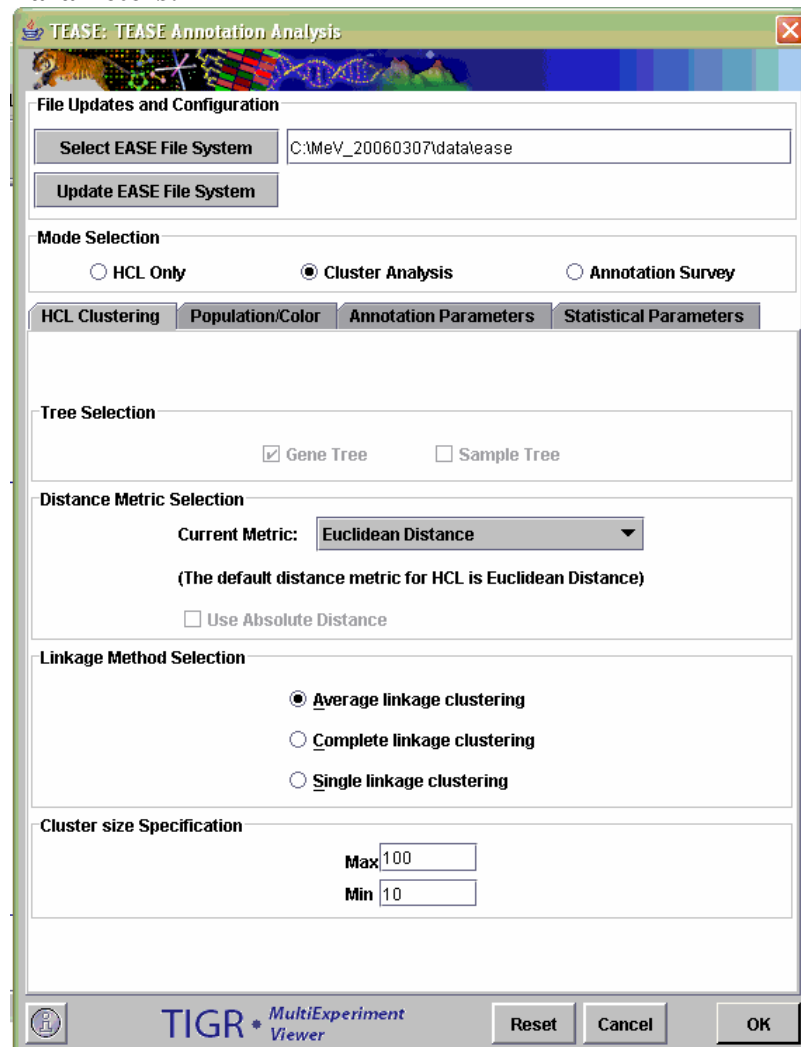 TEASE: TEASE Annotation Analysis
File Updates and Configuration
Select EASE File System C:\MeV_20060307\data\ease
Update EASE File System
Mode Selection
HCL Only Cluster Analysis Annotation Survey
HCL Clustering Population/Color Annotation Parameters Statistical Parameters
Tree Selection
Gene Tree Sample Tree
Distance Metric Selection
Current Metric: Euclidean Distance
(The default distance metric for HCL is Euclidean Distance)
Use Absolute Distance
Linkage Method Selection
Average linkage clustering
Complete linkage clustering
Single linkage clustering
Cluster size Specification
Max 100
Min 10
TIGR • MultiExperiment
Viewer
Reset Cancel OK